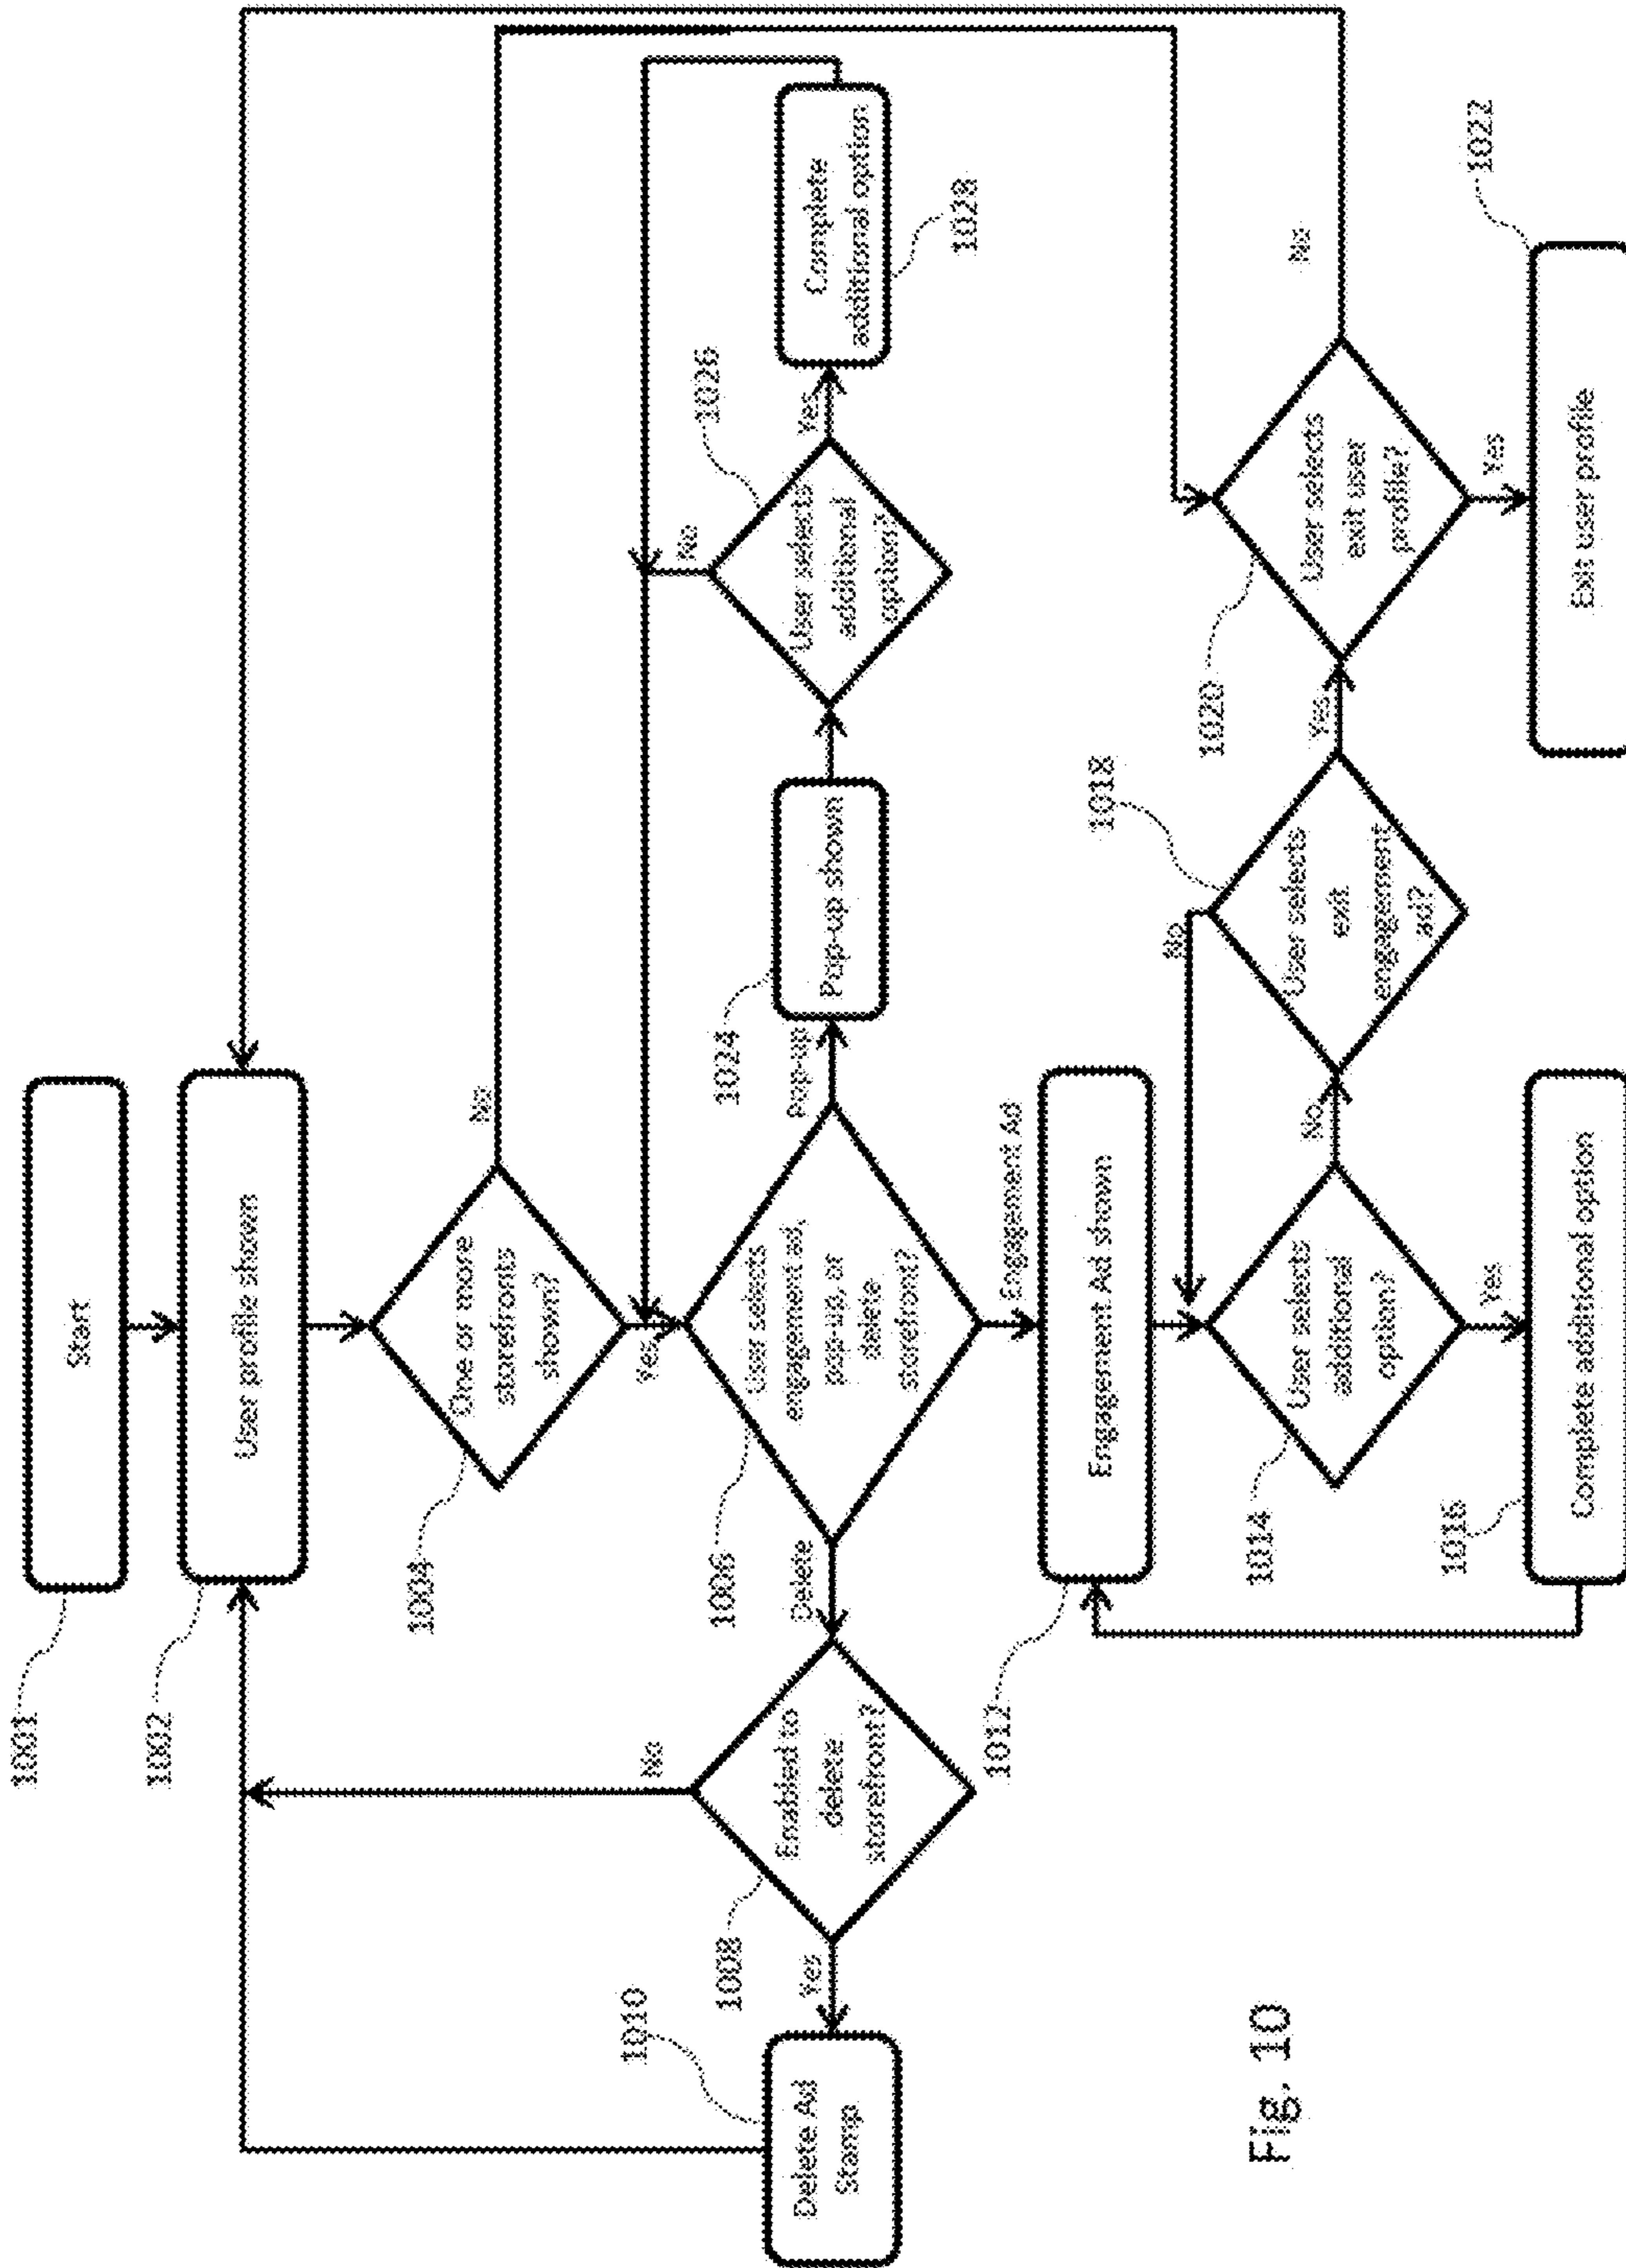 1001
Start
1002
User profile shown
1004
One or more
storefronts
shown?
No
Yes
1006
User selects
engagement ad,
pop-up, or
delete
storefront?
Delete
Pop-up
Engagement Ad
1008
Enabled to
delete
storefront?
No
Yes
1010
Delete Ad
Stamp
1024
Pop-up shown
1026
User selects
additional
option?
No
Yes
Complete
additional option
1028
1012
Engagement Ad shown
1014
User selects
additional
option?
No
Yes
1016
Complete additional option
1018
User selects
exit
engagement
ad?
No
Yes
1020
User selects
exit user
profile?
No
Yes
1022
Exit user profile
Fig. 10